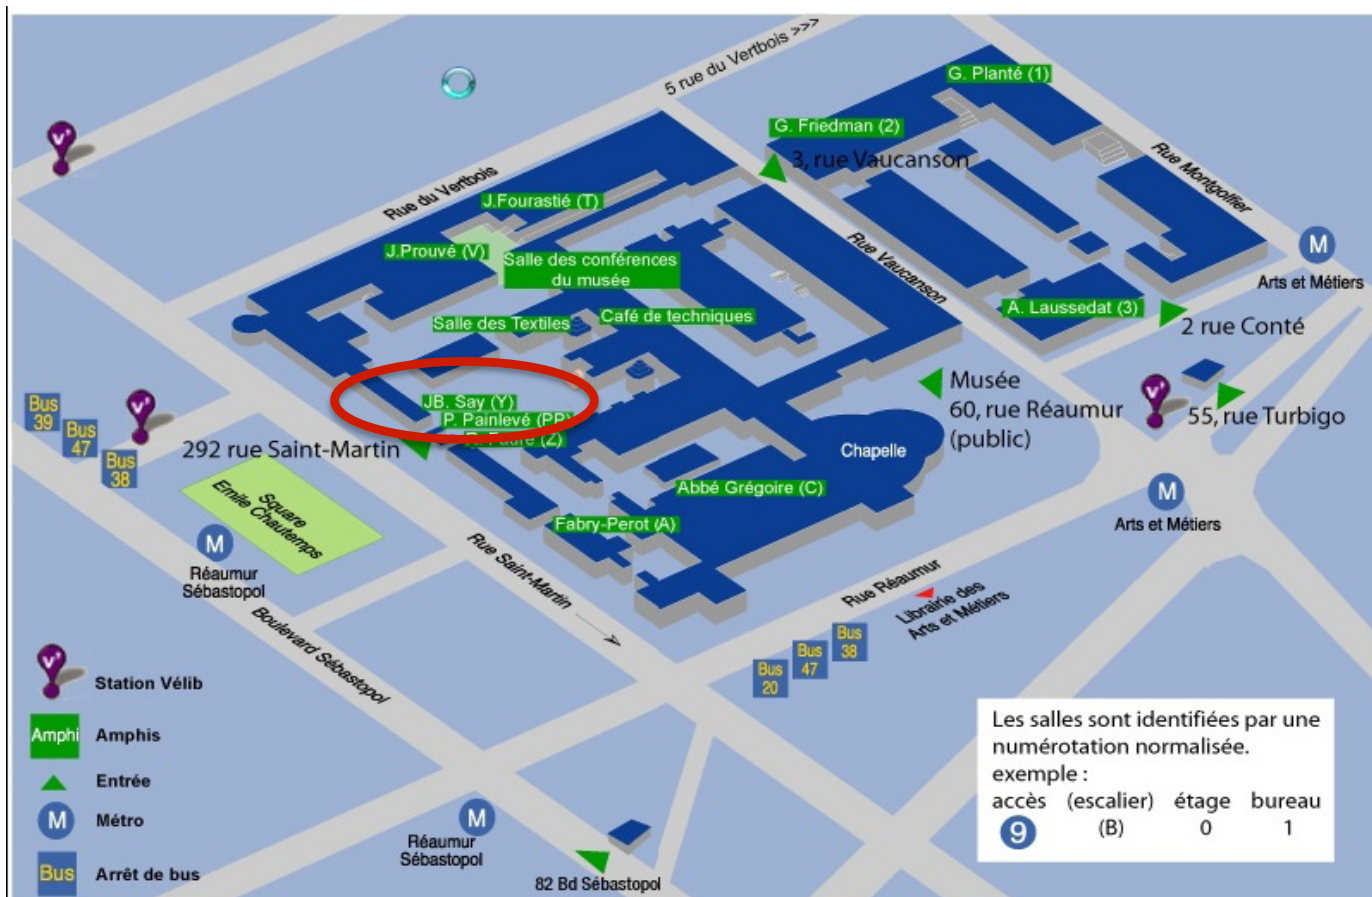 5 rue du Vertbois >>>
G. Planté (1)
G. Friedman (2)
3, rue Vaucanson
Rue Montgolfier
Rue du Vertbois
J.Fourastié (T)
J.Prouvé (V)
Salle des conférences
du musée
Rue Vaucanson
M
Arts et Métiers
A. Laussedat (3)
2 rue Conté
Salle des Textiles
Café de techniques
Musée
60, rue Réaumur
(public)
55, rue Turbigo
Bus
39
Bus
47
Bus
38
JB. Say (Y)
P. Painlevé (PP)
R. Faure (Z)
292 rue Saint-Martin
Chapelle
Abbé Grégoire (C)
Fabry-Perot (A)
Square
Emile Chautemps
M
Réaumur
Sébastopol
M
Arts et Métiers
Rue Saint-Martin
Rue Réaumur
Librairie des
Arts et Métiers
Boulevard Sébastopol
Bus
20
Bus
47
Bus
38
Station Vélib
Amphi
Amphis
Entrée
M
Métro
Bus
Arrêt de bus
M
Réaumur
Sébastopol
82 Bd Sébastopol
Les salles sont identifiées par une
numérotation normalisée.
exemple :
accès (escalier) étage bureau
9 (B) 0 1